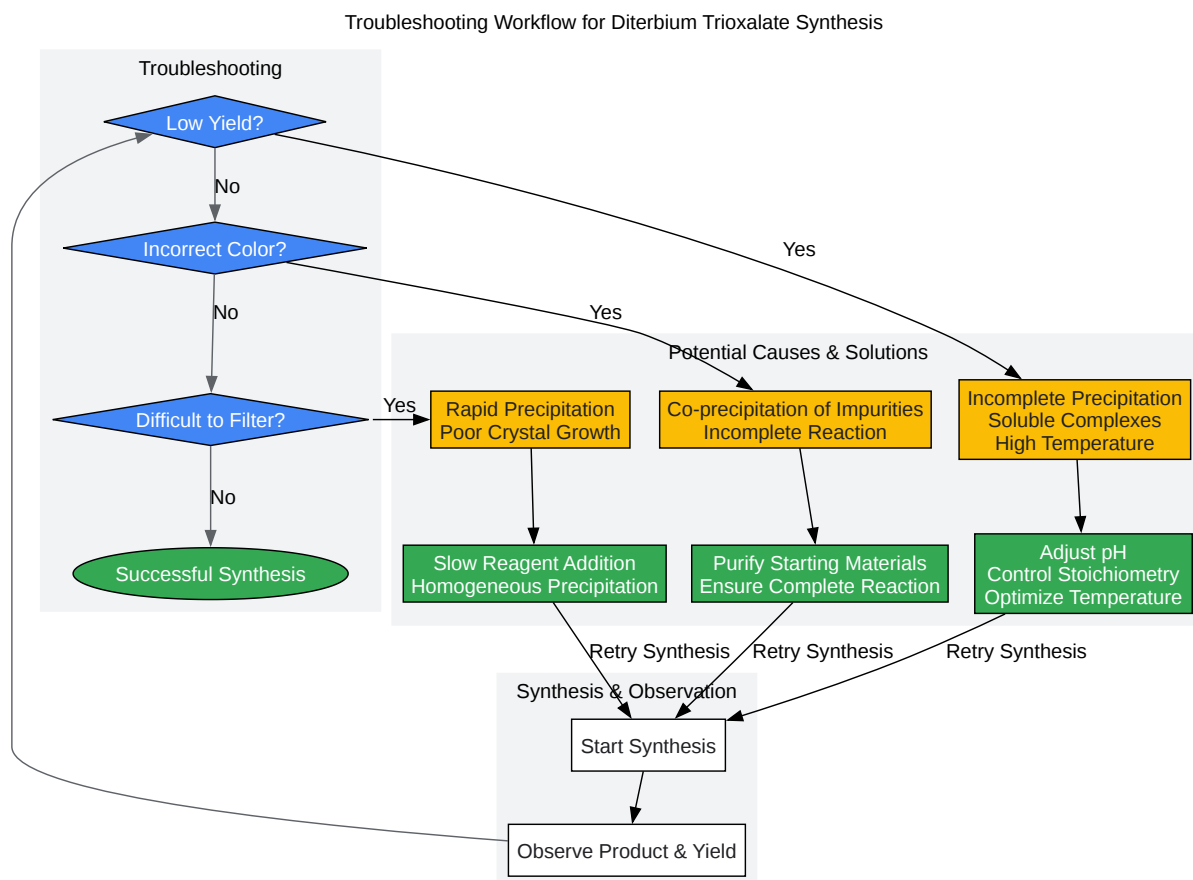 Troubleshooting Workflow for Diterbium Trioxalate Synthesis
Troubleshooting
Low Yield?
No
Incorrect Color?
Yes
No
Yes
Potential Causes & Solutions
Difficult to Filter?
Yes
Rapid Precipitation
Poor Crystal Growth
Co-precipitation of Impurities
Incomplete Reaction
Incomplete Precipitation
Soluble Complexes
High Temperature
No
Successful Synthesis
Slow Reagent Addition
Homogeneous Precipitation
Purify Starting Materials
Ensure Complete Reaction
Adjust pH
Control Stoichiometry
Optimize Temperature
Retry Synthesis
Retry Synthesis
Retry Synthesis
Synthesis & Observation
Start Synthesis
Observe Product & Yield